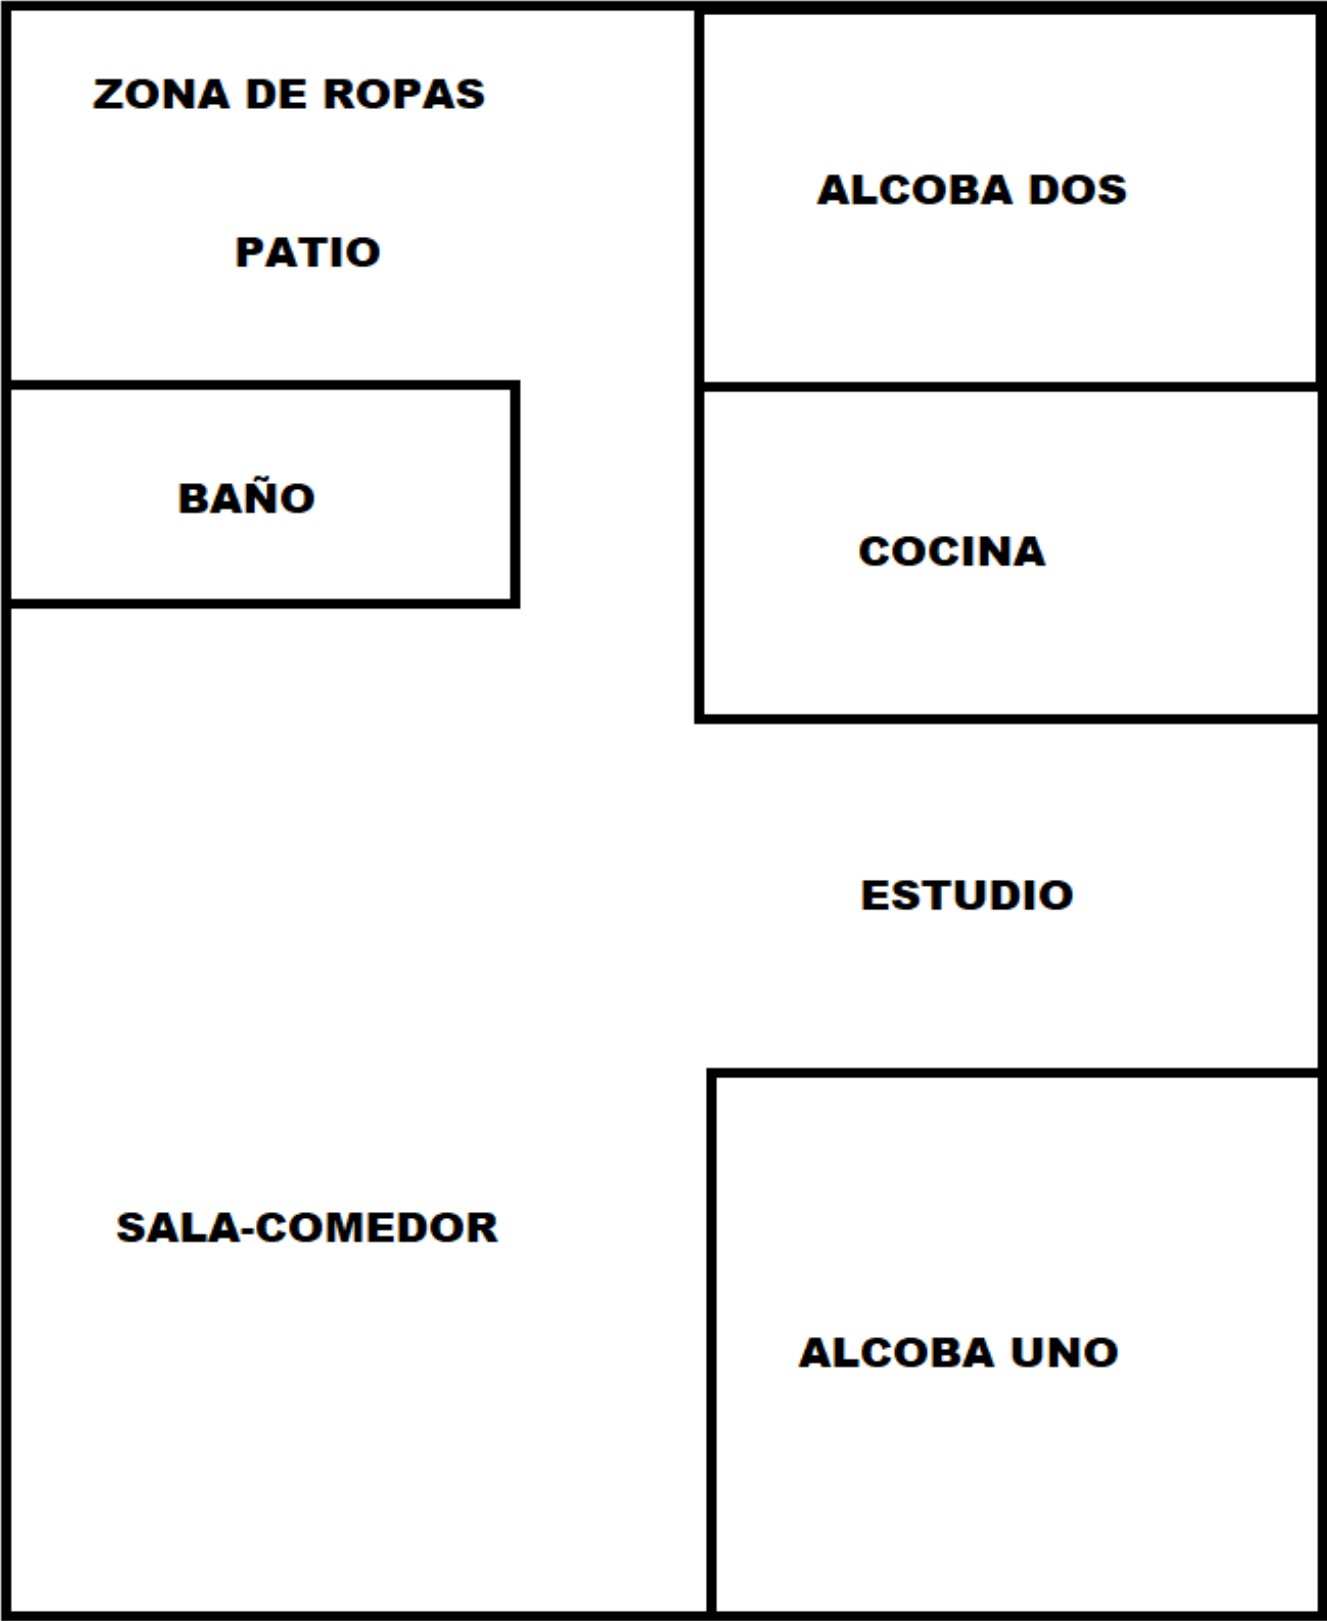 ZONA DE ROPAS
PATIO
ALCOBA DOS
BAÑO
COCINA
ESTUDIO
SALA-COMEDOR
ALCOBA UNO